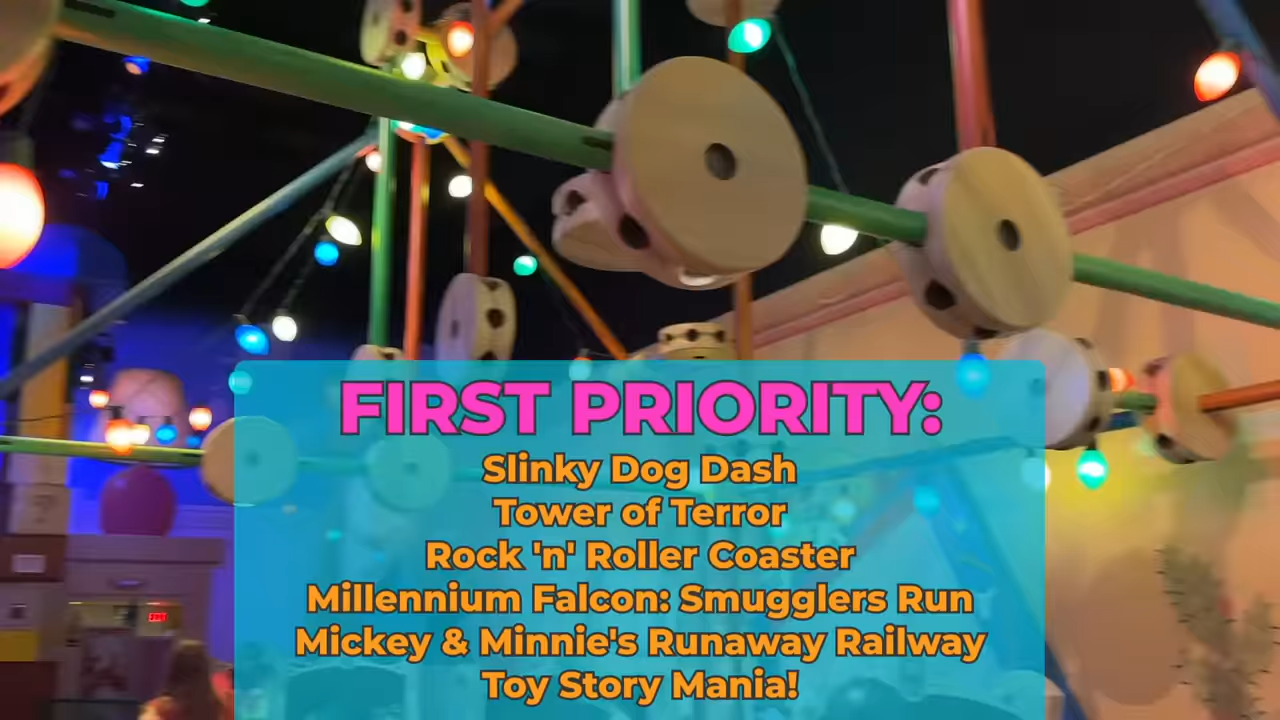 FIRST PRIORITY:
Slinky Dog Dash
Tower of Terror
Rock 'n' Roller Coaster
Millennium Falcon: Smugglers Run
Mickey & Minnie's Runaway Railway
Toy Story Mania!